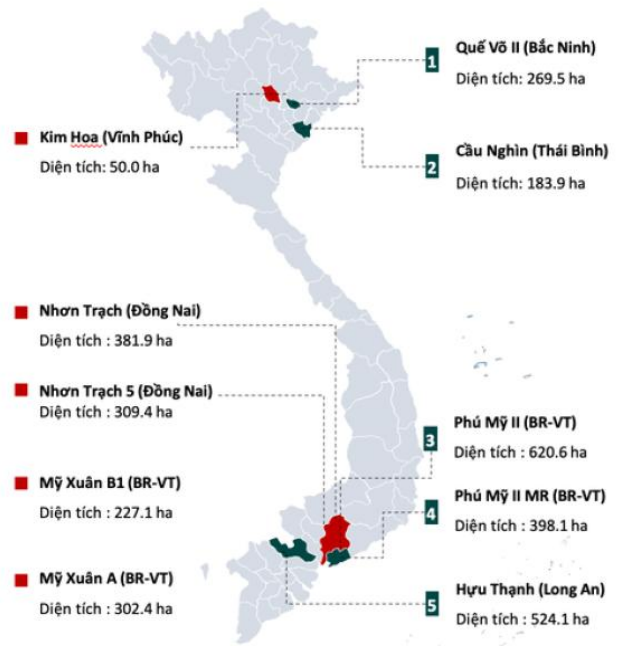 Kim Hoa (Vĩnh Phúc)
Diện tích: 50.0 ha
Nhơn Trạch (Đồng Nai)
Diện tích : 381.9 ha
Nhơn Trạch 5 (Đồng Nai)
Diện tích : 309.4 ha
Mỹ Xuân B1 (BR-VT)
Diện tích : 227.1 ha
Mỹ Xuân A (BR-VT)
Diện tích : 302.4 ha
1
Quế Võ II (Bắc Ninh)
Diện tích: 269.5 ha
2
Cầu Nghìn (Thái Bình)
Diện tích: 183.9 ha
3
Phú Mỹ II (BR-VT)
Diện tích : 620.6 ha
4
Phú Mỹ II MR (BR-VT)
Diện tích : 398.1 ha
5
Hựu Thạnh (Long An)
Diện tích : 524.1 ha